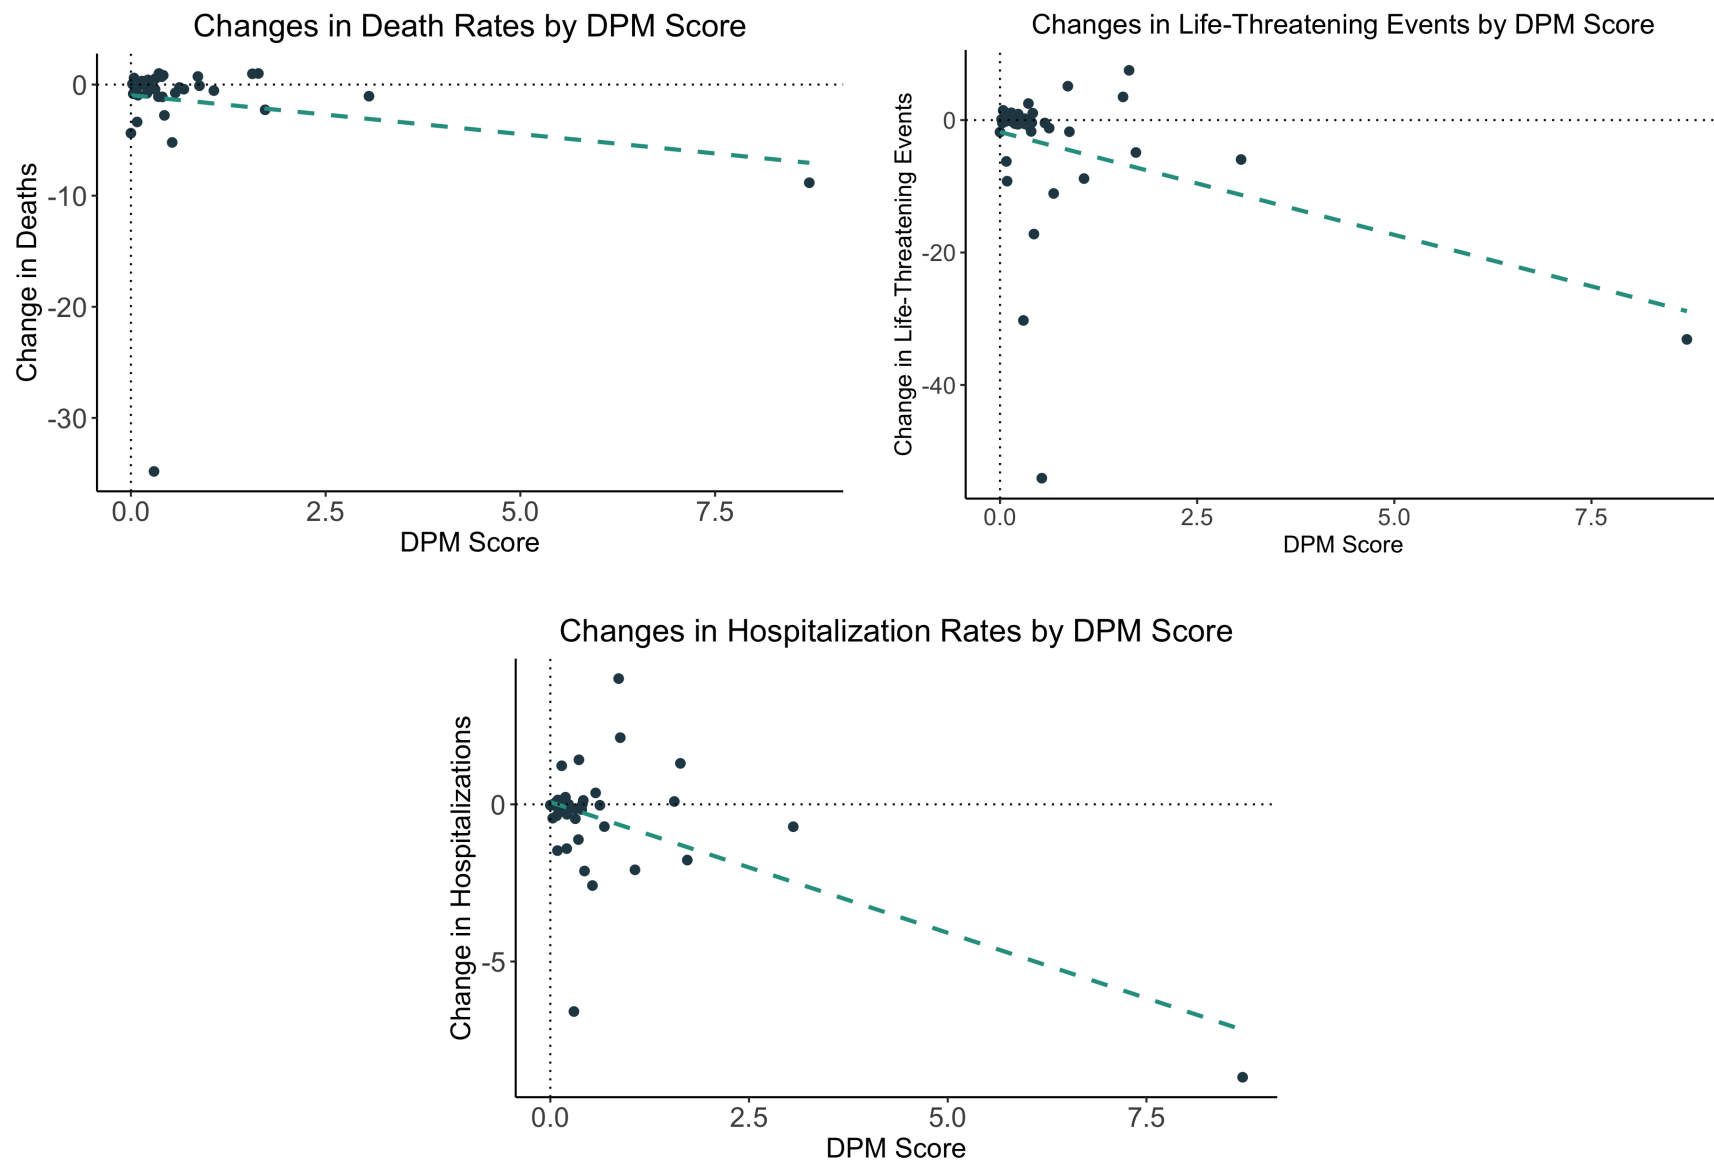 Changes in Death Rates by DPM Score
Change in Deaths
0
-10
-20
-30
0.0 2.5 5.0 7.5
DPM Score
Changes in Life-Threatening Events by DPM Score
Change in Life-Threatening Events
0
-20
-40
0.0 2.5 5.0 7.5
DPM Score
Changes in Hospitalization Rates by DPM Score
Change in Hospitalizations
0
-5
0.0 2.5 5.0 7.5
DPM Score